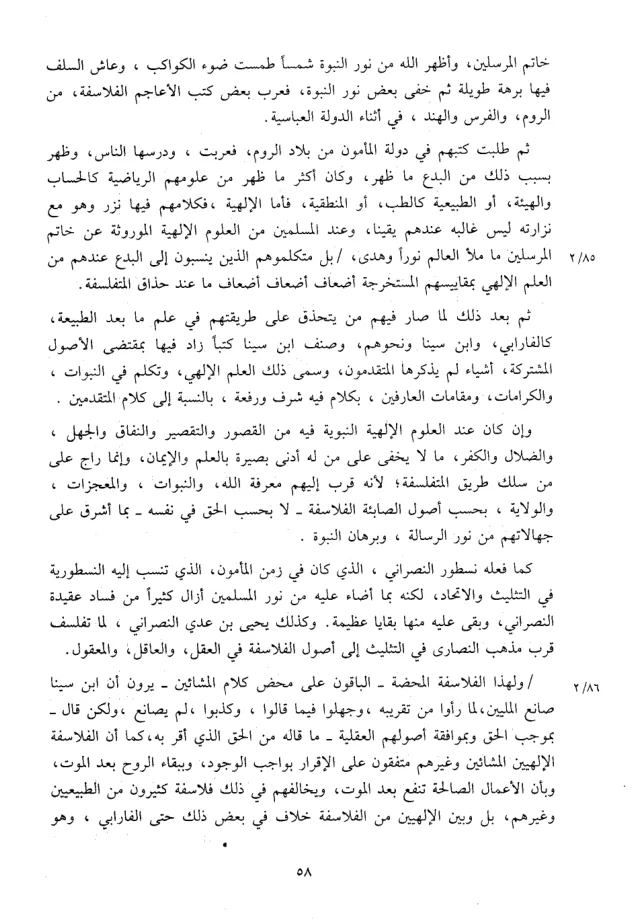 خاتم المرسلين، وأظهر الله من نور النبوة شمساً طمست ضوء الكواكب ، وعاش السلف
فيها برهة طويلة ثم خفى بعض نور النبوة، فعرب بعض كتب الأعاجم الفلاسفة، من
الروم، والفرس والهند ، في أثناء الدولة العباسية.
ثم طلبت كتبهم في دولة المأمون من بلاد الروم، فعربت ، ودرسها الناس، وظهر
بسبب ذلك من البدع ما ظهر، وكان أكثر ما ظهر من علومهم الرياضية كالحساب
والهيئة، أو الطبيعية كالطب، أو المنطقية، فأما الإلهية ،فكلامهم فيها نزر وهو مع
نزارته ليس غالبه عندهم يقينا، وعند المسلمين من العلوم الإلهية الموروثة عن خاتم
٢/٨٥ المرسلين ما ملأ العالم نوراً وهدى، / بل متكلموهم الذين ينسبون إلى البدع عندهم من
العلم الإلهي بمقاييسهم المستخرجة أضعاف أضعاف أضعاف ما عند حذاق المتفلسفة.
ثم بعد ذلك لما صار فيهم من يتحذق على طريقتهم في علم ما بعد الطبيعة،
كالفارابي، وابن سينا ونحوهم، وصنف ابن سينا كتباً زاد فيها بمقتضى الأصول
المشتركة، أشياء لم يذكرها المتقدمون، وسمى ذلك العلم الإلهي، وتكلم في النبوات ،
والكرامات، ومقامات العارفين ، بكلام فيه شرف ورفعة ، بالنسبة إلى كلام المتقدمين .
وإن كان عند العلوم الإلهية النبوية فيه من القصور والتقصير والنفاق والجهل ،
والضلال والكفر، ما لا يخفى على من له أدنى بصيرة بالعلم والإيمان، وإنما راج على
من سلك طريق المتفلسفة؛ لأنه قرب إليهم معرفة الله، والنبوات ، والمعجزات ،
والولاية ، بحسب أصول الصابئة الفلاسفة ـ لا بحسب الحق في نفسه ـ بما أشرق على
جهالاتهم من نور الرسالة ، وبرهان النبوة .
كما فعله نسطور النصراني ، الذي كان في زمن المأمون، الذي تنسب إليه النسطورية
في التثليث والاتحاد، لكنه بما أضاء عليه من نور المسلمين أزال كثيراً من فساد عقيدة
النصراني، وبقى عليه منها بقايا عظيمة. وكذلك يحيى بن عدي النصراني ، لما تفلسف
قرب مذهب النصارى في التثليث إلى أصول الفلاسفة في العقل، والعاقل، والمعقول.
٢/٨٦ / ولهذا الفلاسفة المحضة ـ الباقون على محض كلام المشائين ـ يرون أن ابن سينا
صانع المليين،لما رأوا من تقريبه ،وجهلوا فيما قالوا ، وكذبوا ،لم يصانع ،ولكن قال ـ
بموجب الحق وبموافقة أصولهم العقلية ـ ما قاله من الحق الذي أقر به،كما أن الفلاسفة
الإلهيين المشائين وغيرهم متفقون على الإقرار بواجب الوجود، وببقاء الروح بعد الموت،
وبأن الأعمال الصالحة تنفع بعد الموت، ويخالفهم في ذلك فلاسفة كثيرون من الطبيعيين
وغيرهم، بل وبين الإلهيين من الفلاسفة خلاف في بعض ذلك حتى الفارابي ، وهو
٥٨